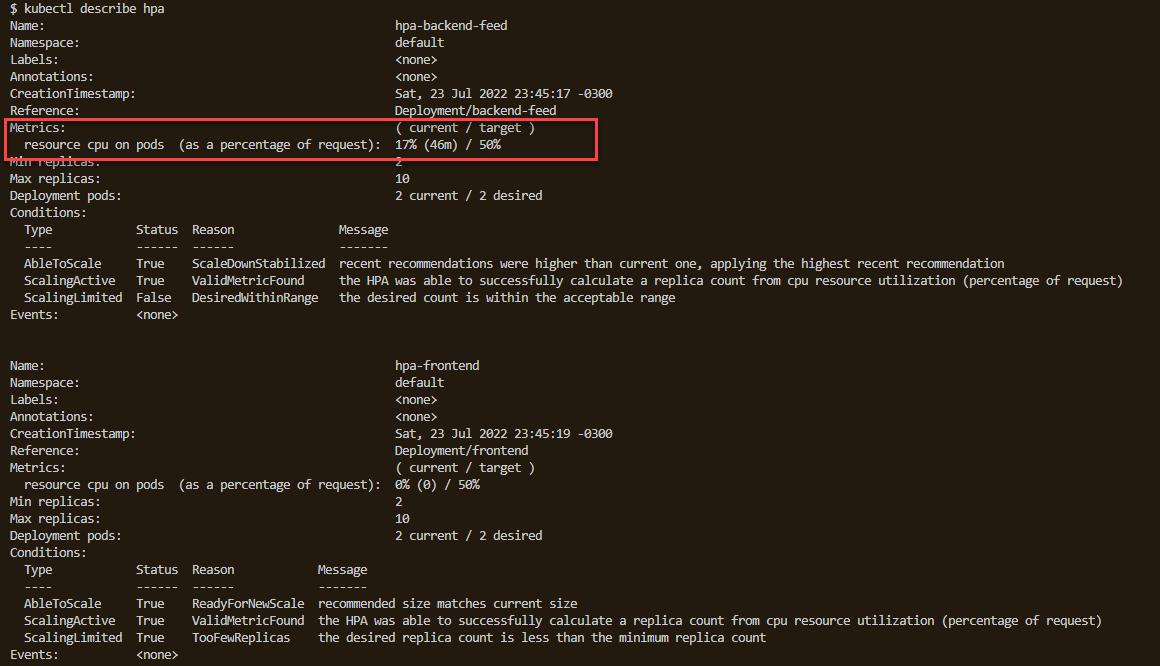 $ kubectl describe hpa
Name: hpa-backend-feed
Namespace: default
Labels: <none>
Annotations: <none>
CreationTimestamp: Sat, 23 Jul 2022 23:45:17 -0300
Reference: Deployment/backend-feed
Metrics: ( current / target )
resource cpu on pods (as a percentage of request): 17% (46m) / 50%
Min replicas: 2
Max replicas: 10
Deployment pods: 2 current / 2 desired
Conditions:
Type Status Reason Message
---- ------ ------ -------
AbleToScale True ScaleDownStabilized recent recommendations were higher than current one, applying the highest recent recommendation
ScalingActive True ValidMetricFound the HPA was able to successfully calculate a replica count from cpu resource utilization (percentage of request)
ScalingLimited False DesiredWithinRange the desired count is within the acceptable range
Events: <none>
Name: hpa-frontend
Namespace: default
Labels: <none>
Annotations: <none>
CreationTimestamp: Sat, 23 Jul 2022 23:45:19 -0300
Reference: Deployment/frontend
Metrics: ( current / target )
resource cpu on pods (as a percentage of request): 0% (0) / 50%
Min replicas: 2
Max replicas: 10
Deployment pods: 2 current / 2 desired
Conditions:
Type Status Reason Message
---- ------ ------ -------
AbleToScale True ReadyForNewScale recommended size matches current size
ScalingActive True ValidMetricFound the HPA was able to successfully calculate a replica count from cpu resource utilization (percentage of request)
ScalingLimited True TooFewReplicas the desired replica count is less than the minimum replica count
Events: <none>